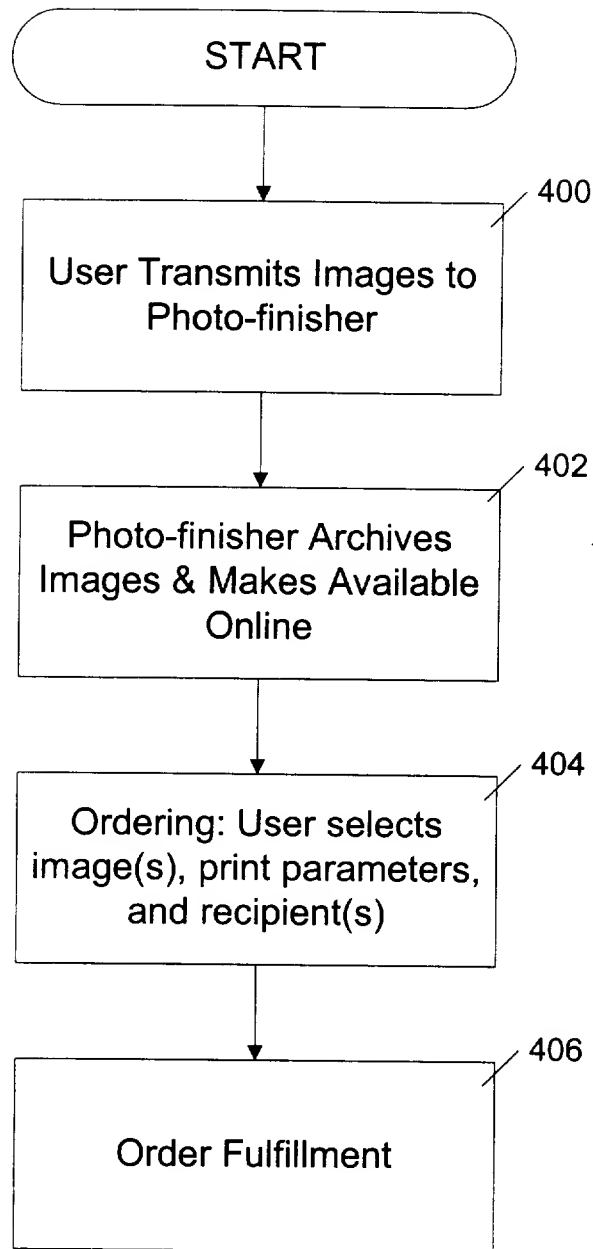 START
400
User Transmits Images to
Photo-finisher
402
Photo-finisher Archives
Images & Makes Available
Online
404
Ordering: User selects
image(s), print parameters,
and recipient(s)
406
Order Fulfillment